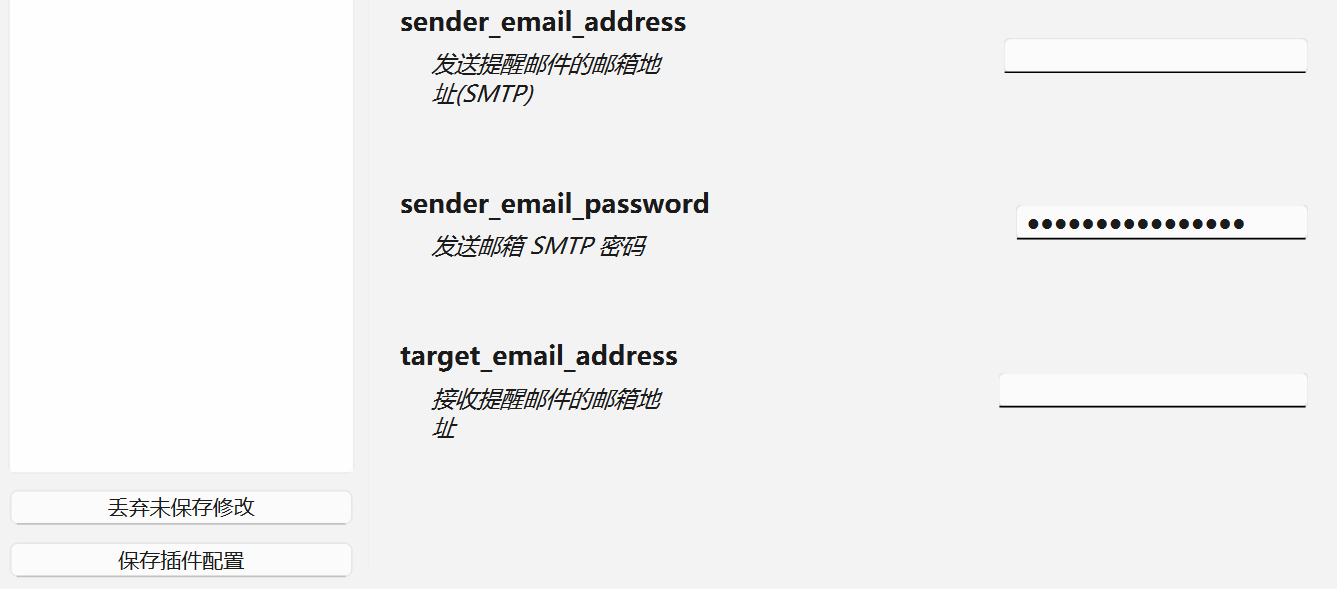 sender_email_address
发送提醒邮件的邮箱地
址(SMTP)
sender_email_password
发送邮箱 SMTP 密码
●●●●●●●●●●●●●●●●
target_email_address
接收提醒邮件的邮箱地
址
丢弃未保存修改
保存插件配置